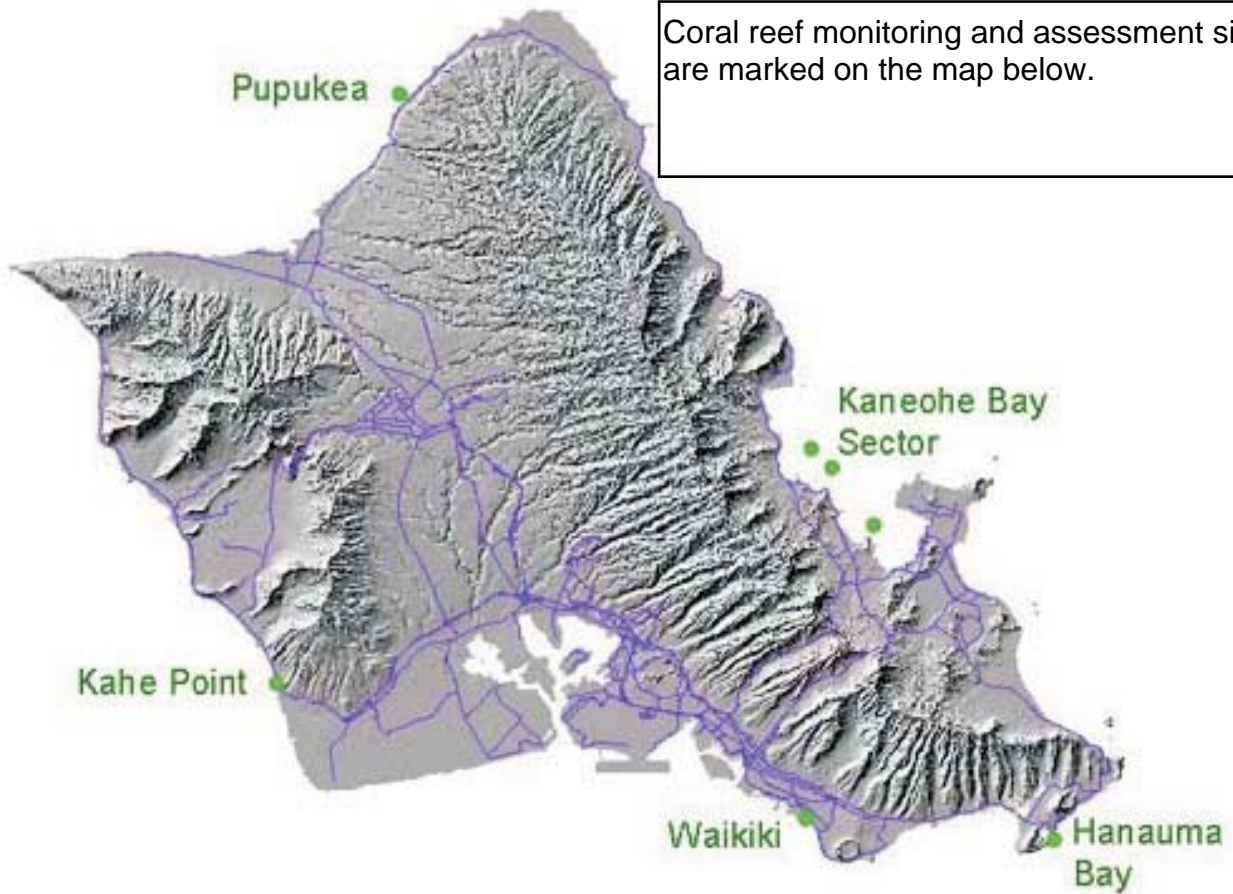 Coral reef monitoring and assessment si
are marked on the map below.
Pupukea
Kaneohe Bay
Sector
Kahe Point
Waikiki
Hanauma
Bay